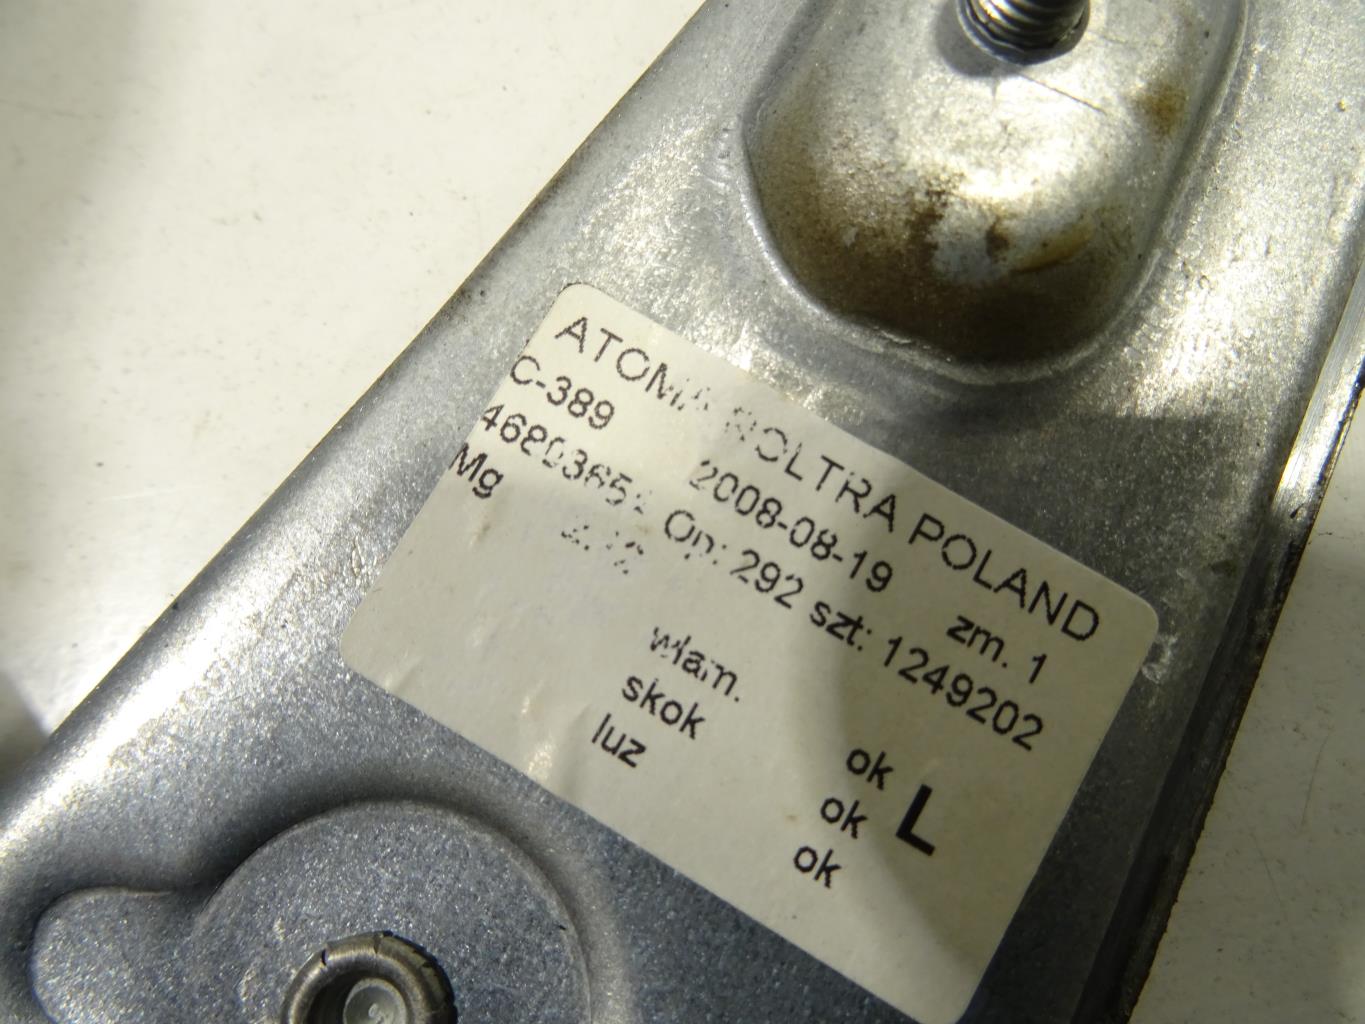 ATOMA ROLTRA POLAND
C-389 2008-08-19 zm. 1
Op: 292 szt: 1249202
Mg
włam. ok
skok ok L
luz ok